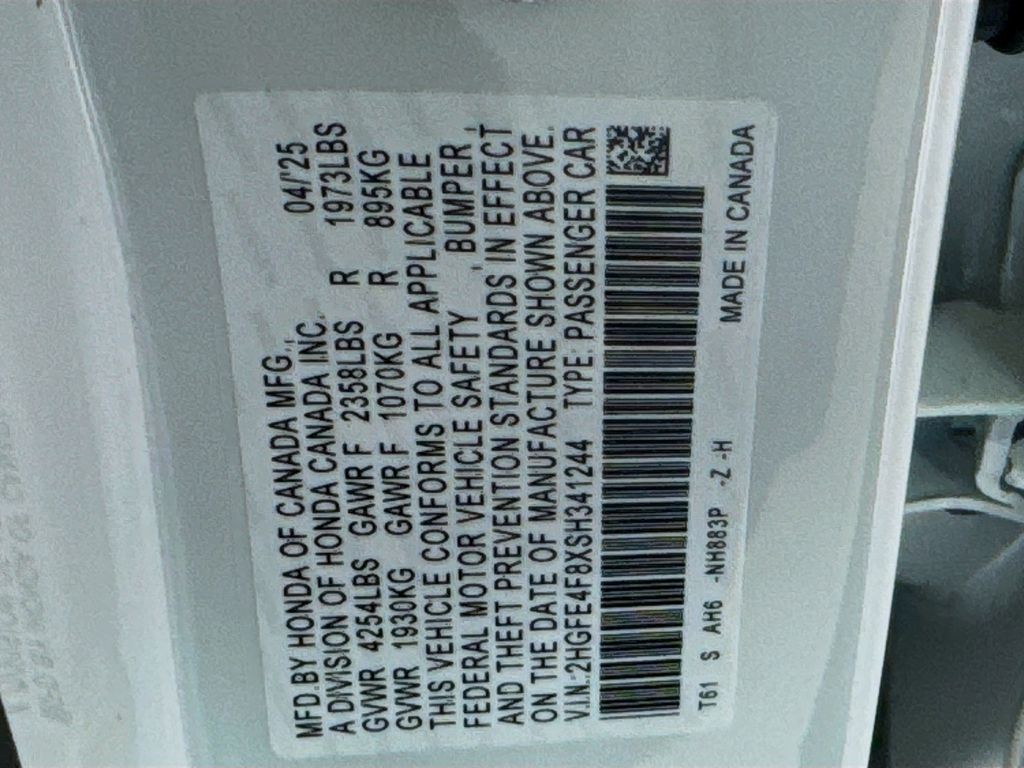 MFD.BY HONDA OF CANADA MFG.,
A DIVISION OF HONDA CANADA INC. 04/'25
GVWR 4254LBS GAWR F 2358LBS R 1973LBS
GVWR 1930KG GAWR F 1070KG R 895KG
THIS VEHICLE CONFORMS TO ALL APPLICABLE
FEDERAL MOTOR VEHICLE SAFETY , BUMPER ,
AND THEFT PREVENTION STANDARDS IN EFFECT
ON THE DATE OF MANUFACTURE SHOWN ABOVE.
V.I.N.:2HGFE4F8XSH341244 TYPE: PASSENGER CAR
T61 S AH6 -NH883P -Z -H MADE IN CANADA